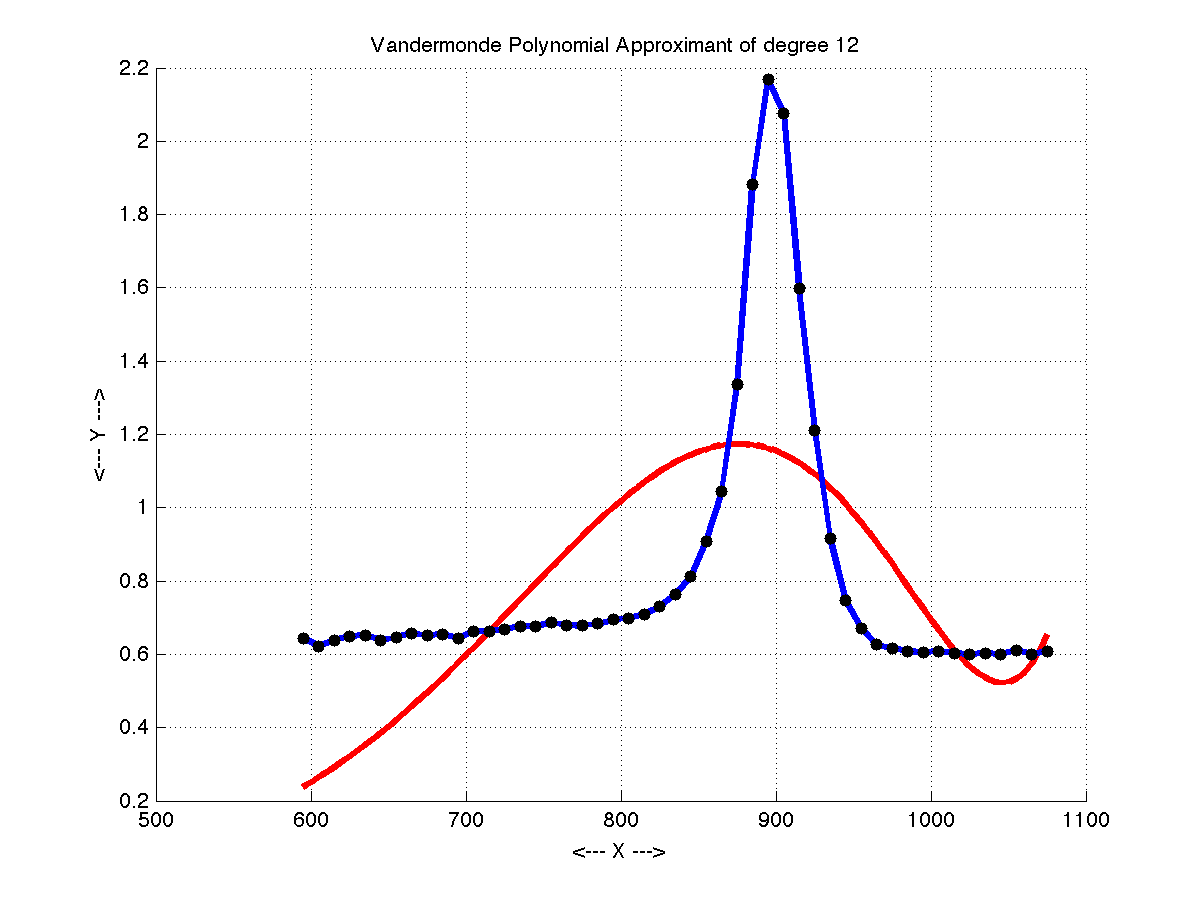 Vandermonde Polynomial Approximant of degree 12
2.2
2
1.8
1.6
1.4
1.2
1
0.8
0.6
0.4
0.2
<--- Y --->
500 600 700 800 900 1000 1100
<--- X --->